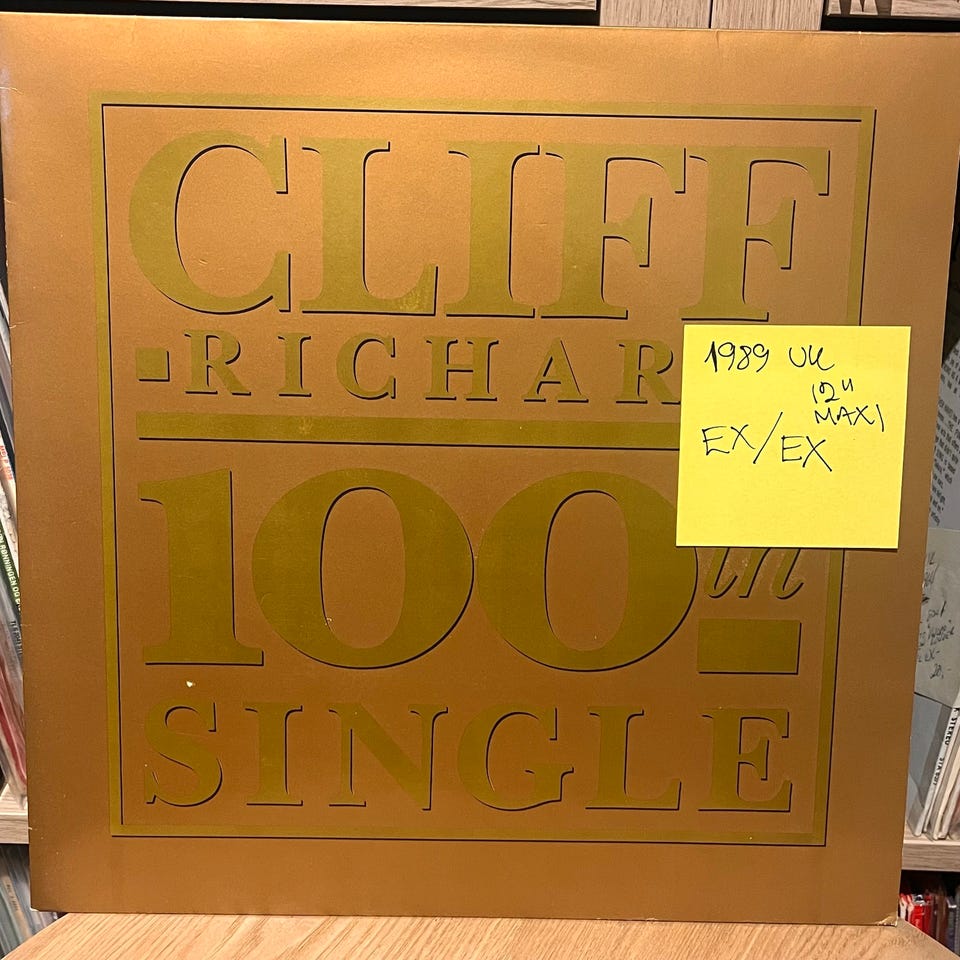 CLIFF
RICHAR
100th
SINGLE
1989 UK
12"
MAXI
EX/EX